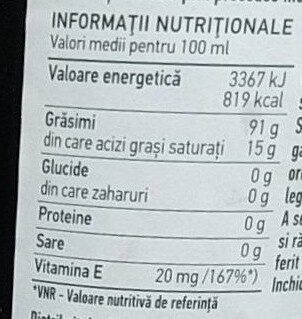 INFORMAȚII NUTRIȚIONALE
Valori medii pentru 100 ml
Valoare energetică 3367 kJ
819 kcal
Grăsimi 91 g
din care acizi grași saturați 15 g
Glucide 0 g
din care zaharuri 0 g
Proteine 0 g
Sare 0 g
Vitamina E 20 mg /167%*)
*VNR - Valoare nutritivă de referință